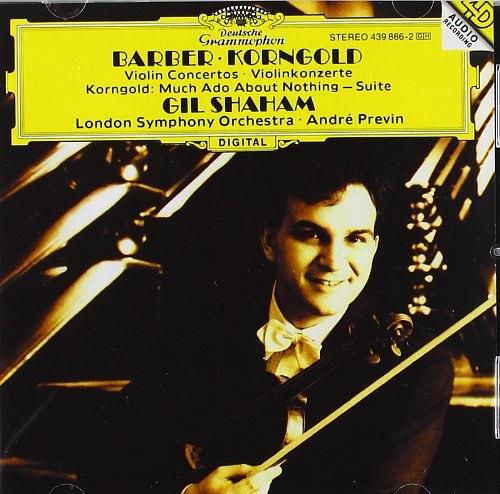 Deutsche
Grammophon
STEREO 439 886-2 GH
4D
AUDIO
RECORDING
BARBER · KORNGOLD
Violin Concertos · Violinkonzerte
Korngold: Much Ado About Nothing – Suite
GIL SHAHAM
London Symphony Orchestra · André Previn
DIGITAL